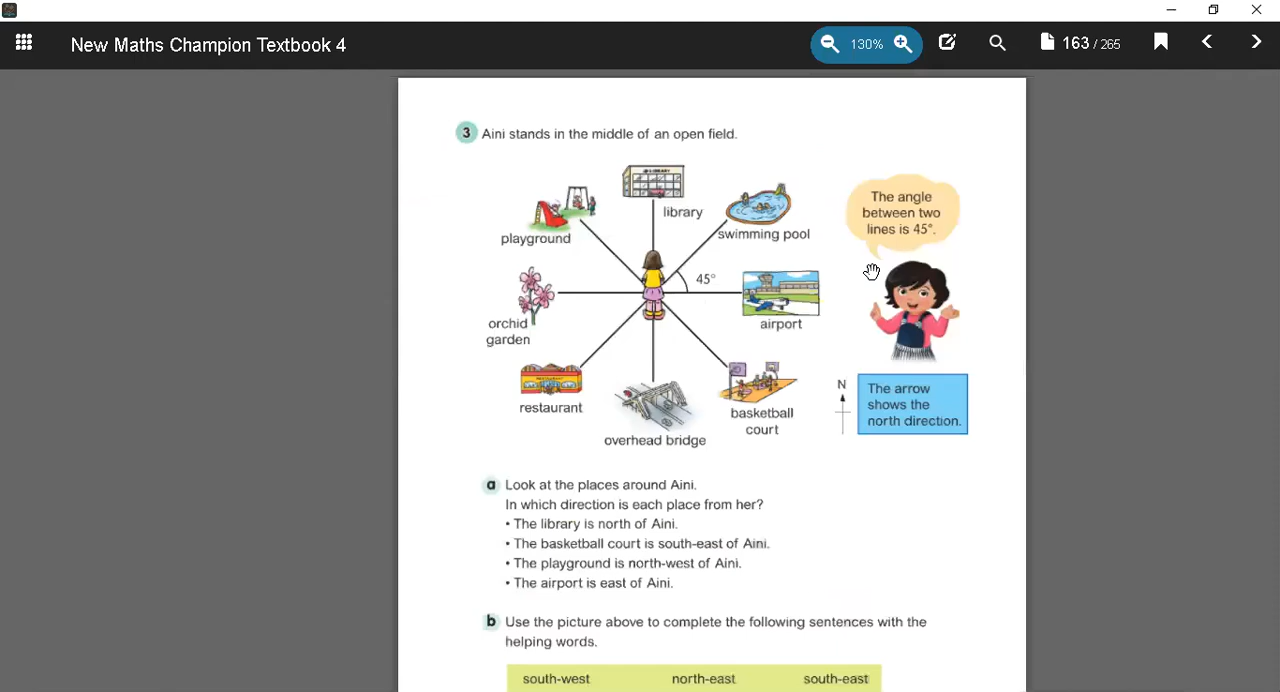 New Maths Champion Textbook 4
130%
163 / 265
3 Aini stands in the middle of an open field.
LIBRARY
library
playground
swimming pool
The angle
between two
lines is 45°.
45°
orchid
garden
airport
restaurant
overhead bridge
basketball
court
N
The arrow
shows the
north direction.
a Look at the places around Aini.
In which direction is each place from her?
• The library is north of Aini.
• The basketball court is south-east of Aini.
• The playground is north-west of Aini.
• The airport is east of Aini.
b Use the picture above to complete the following sentences with the
helping words.
south-west north-east south-east